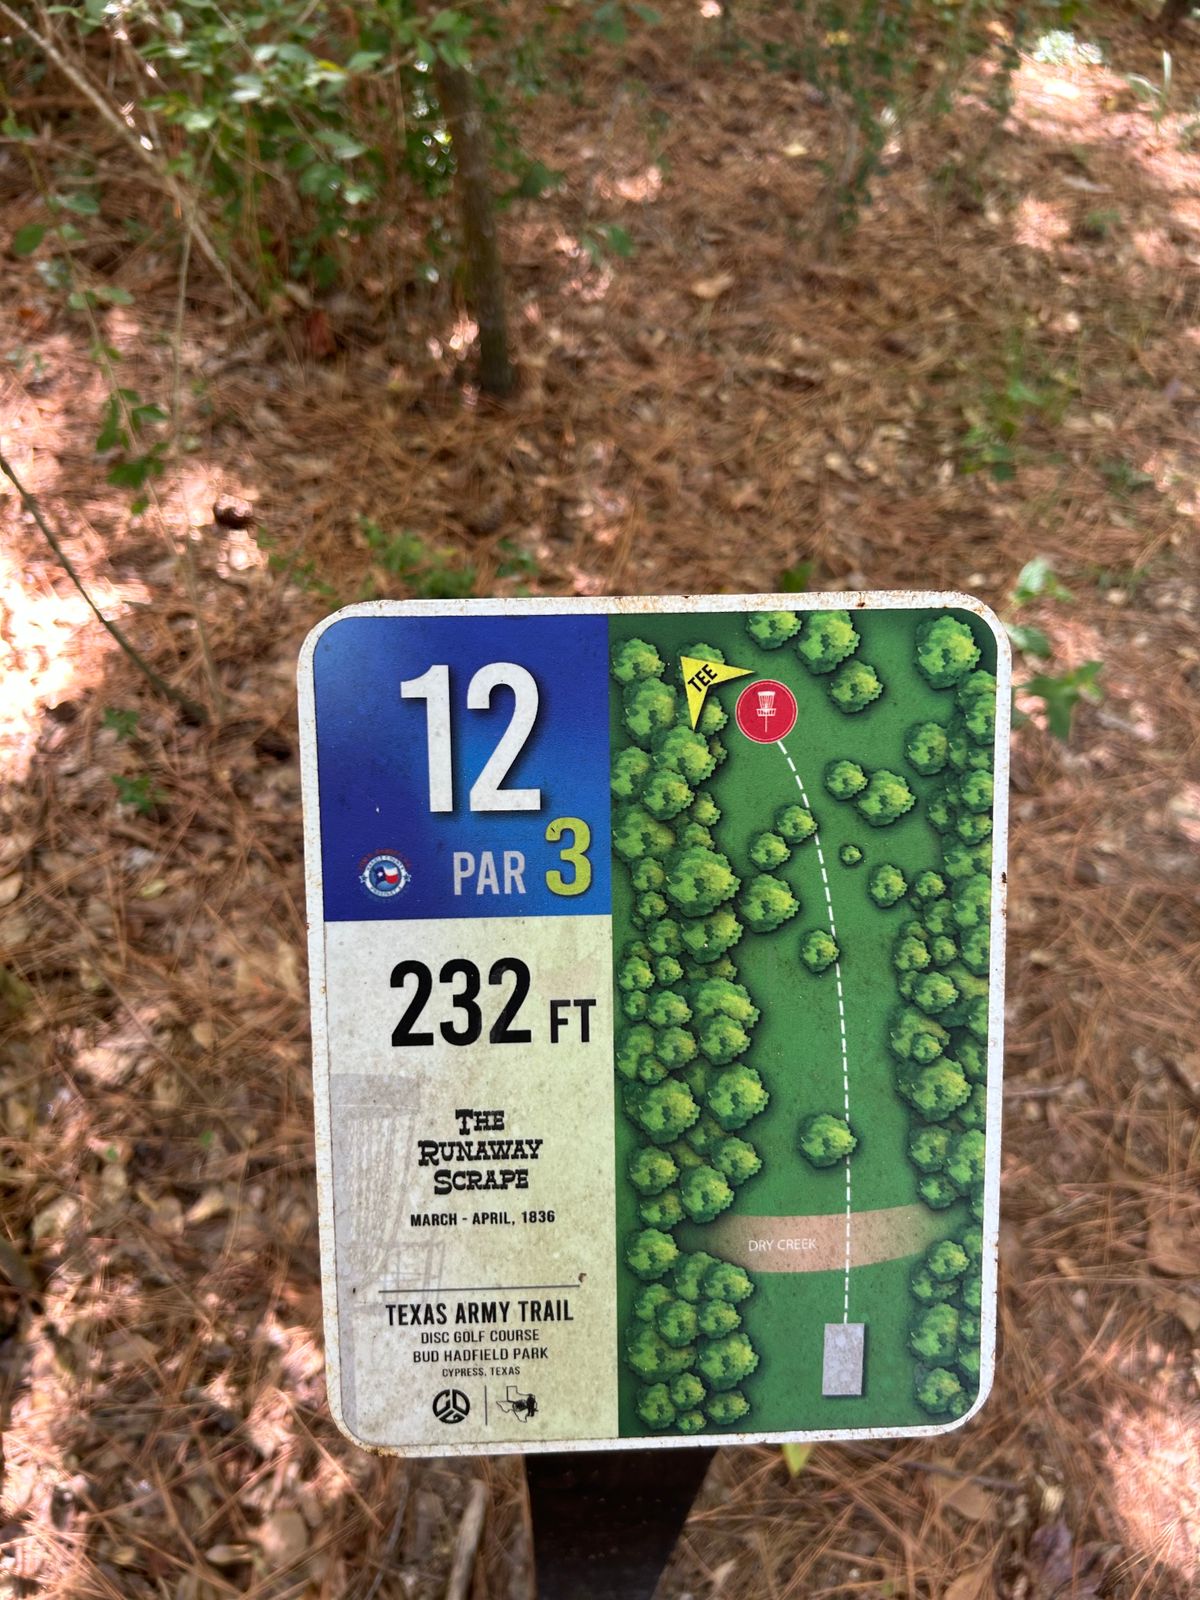 12
PAR 3
232 FT
THE
RUNAWAY
SCRAPE
MARCH - APRIL, 1836
TEXAS ARMY TRAIL
DISC GOLF COURSE
BUD HADFIELD PARK
CYPRESS, TEXAS
TEE
DRY CREEK